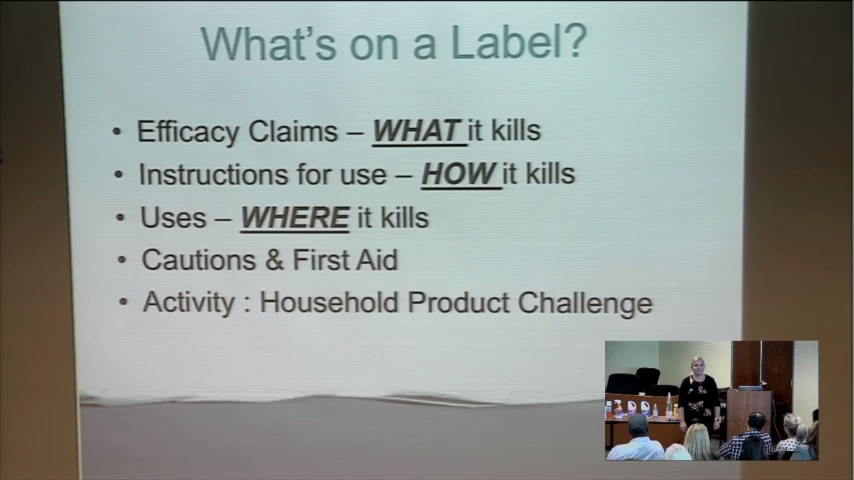 What's on a Label?
• Efficacy Claims – WHAT it kills
• Instructions for use – HOW it kills
• Uses – WHERE it kills
• Cautions & First Aid
• Activity : Household Product Challenge